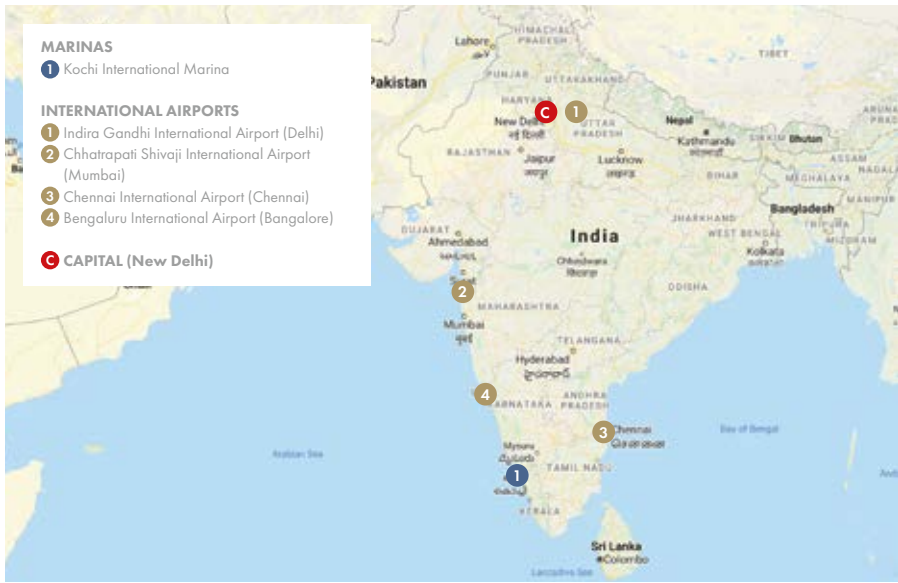 MARINAS
1 Kochi International Marina
INTERNATIONAL AIRPORTS
1 Indira Gandhi International Airport (Delhi)
2 Chhatrapati Shivaji International Airport
(Mumbai)
3 Chennai International Airport (Chennai)
4 Bengaluru International Airport (Bangalore)
C CAPITAL (New Delhi)
HIMACHAL
PRADESH
Lahore
TIBET
Pakistan
PUNJAB
UTTARAKHAND
HARYANA
C
1
New Delhi
नई दिल्ली
UTTAR
PRADESH
Nepal
Kathmandu
SIKKIM
Bhutan
RAJASTHAN
Jaipur
जयपुर
Lucknow
लखनऊ
ASSAM
BIHAR
MEGHALAYA
MANIPUR
Bangladesh
JHARKHAND
TRIPURA
GUJARAT
Ahmedabad
India
WEST BENGAL
MIZORAM
Kolkata
ODISHA
2
MAHARASHTRA
Mumbai
मुंबई
TELANGANA
Hyderabad
4
KARNATAKA
ANDHRA
PRADESH
3
Chennai
சென்னை
Bay of Bengal
Arabian Sea
Mysuru
TAMIL NADU
1
KERALA
Sri Lanka
Colombo
Laccadive Sea